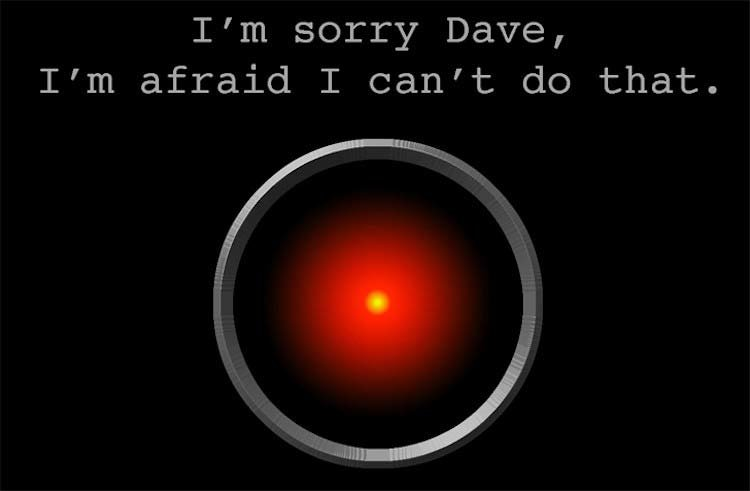 I’m sorry Dave,
I’m afraid I can’t do that.